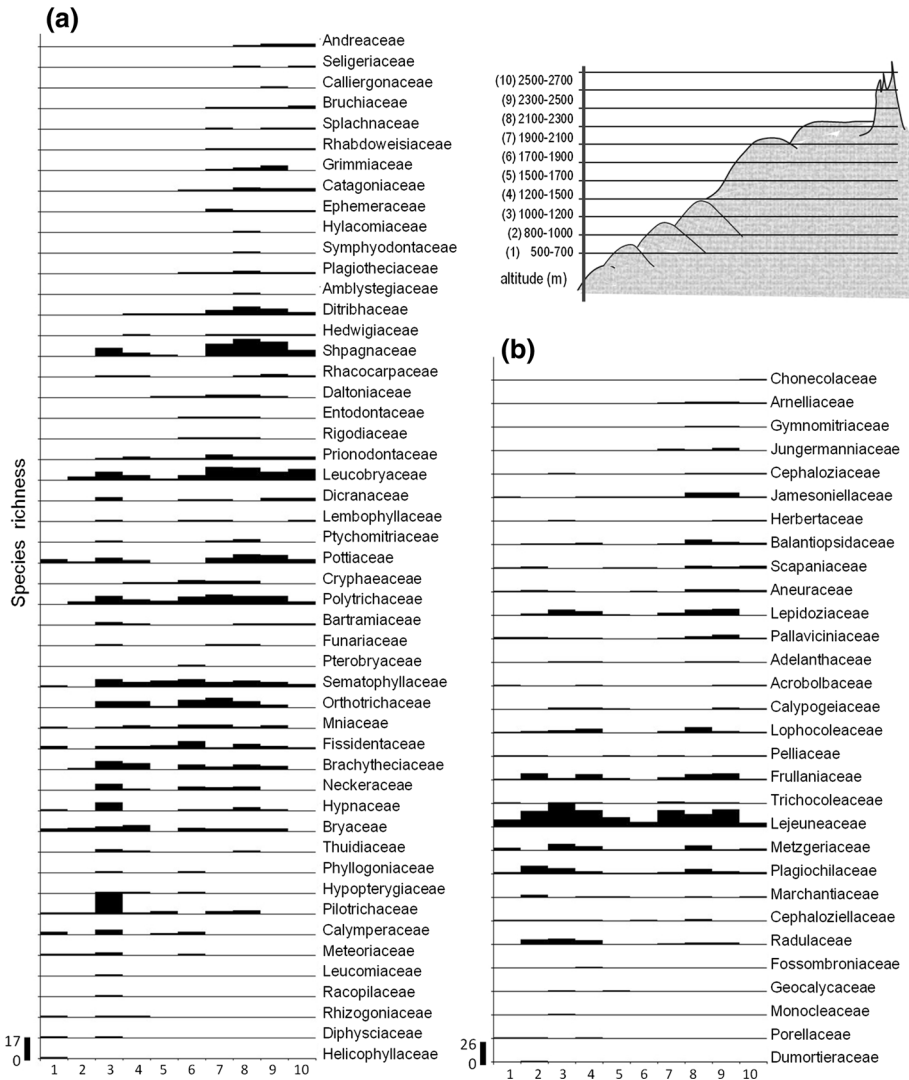 (a)
Andreaceae
Seligeriaceae
Calliergonaceae
Bruchiaceae
Splachnaceae
Rhabdoweisiaceae
Grimmiaceae
Catagoniaceae
Ephemeraceae
Hylacomiaceae
Symphyodontaceae
Plagiotheciaceae
Amblystegiaceae
Ditribhaceae
Hedwigiaceae
Shpagnaceae
Rhacocarpaceae
Daltoniaceae
Entodontaceae
Rigodiaceae
Prionodontaceae
Leucobryaceae
Dicranaceae
Lembophyllaceae
Ptychomitriaceae
Pottiaceae
Cryphaeaceae
Polytrichaceae
Bartramiaceae
Funariaceae
Pterobryaceae
Sematophyllaceae
Orthotrichaceae
Mniaceae
Fissidentaceae
Brachytheciaceae
Neckeraceae
Hypnaceae
Bryaceae
Thuidiaceae
Phyllogoniaceae
Hypopterygiaceae
Pilotrichaceae
Calymperaceae
Meteoriaceae
Leucomiaceae
Racopilaceae
Rhizogoniaceae
Diphysciaceae
Helicophyllaceae
Species richness
17
0
1 2 3 4 5 6 7 8 9 10
(10) 2500-2700
(9) 2300-2500
(8) 2100-2300
(7) 1900-2100
(6) 1700-1900
(5) 1500-1700
(4) 1200-1500
(3) 1000-1200
(2) 800-1000
(1) 500-700
altitude (m)
(b)
Chonecolaceae
Arnelliaceae
Gymnomitriaceae
Jungermanniaceae
Cephaloziaceae
Jamesoniellaceae
Herbertaceae
Balantiopsidaceae
Scapaniaceae
Aneuraceae
Lepidoziaceae
Pallaviciniaceae
Adelanthaceae
Acrobolbaceae
Calypogeiaceae
Lophocoleaceae
Pelliaceae
Frullaniaceae
Trichocoleaceae
Lejeuneaceae
Metzgeriaceae
Plagiochilaceae
Marchantiaceae
Cephaloziellaceae
Radulaceae
Fossombroniaceae
Geocalycaceae
Monocleaceae
Porellaceae
Dumortieraceae
26
0
1 2 3 4 5 6 7 8 9 10